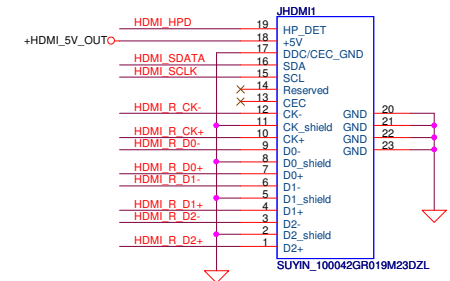 JHDMI1
HDMI_HPD 19 HP_DET
+HDMI_5V_OUT 18 +5V
17 DDC/CEC_GND
HDMI_SDATA 16 SDA
HDMI_SCLK 15 SCL
14 Reserved
13 CEC
HDMI_R_CK- 12 CK- GND 20
11 CK_shield GND 21
HDMI_R_CK+ 10 CK+ GND 22
HDMI_R_D0- 9 D0- GND 23
8 D0_shield
HDMI_R_D0+ 7 D0+
HDMI_R_D1- 6 D1-
5 D1_shield
HDMI_R_D1+ 4 D1+
HDMI_R_D2- 3 D2-
2 D2_shield
HDMI_R_D2+ 1 D2+
SUYIN_100042GR019M23DZL